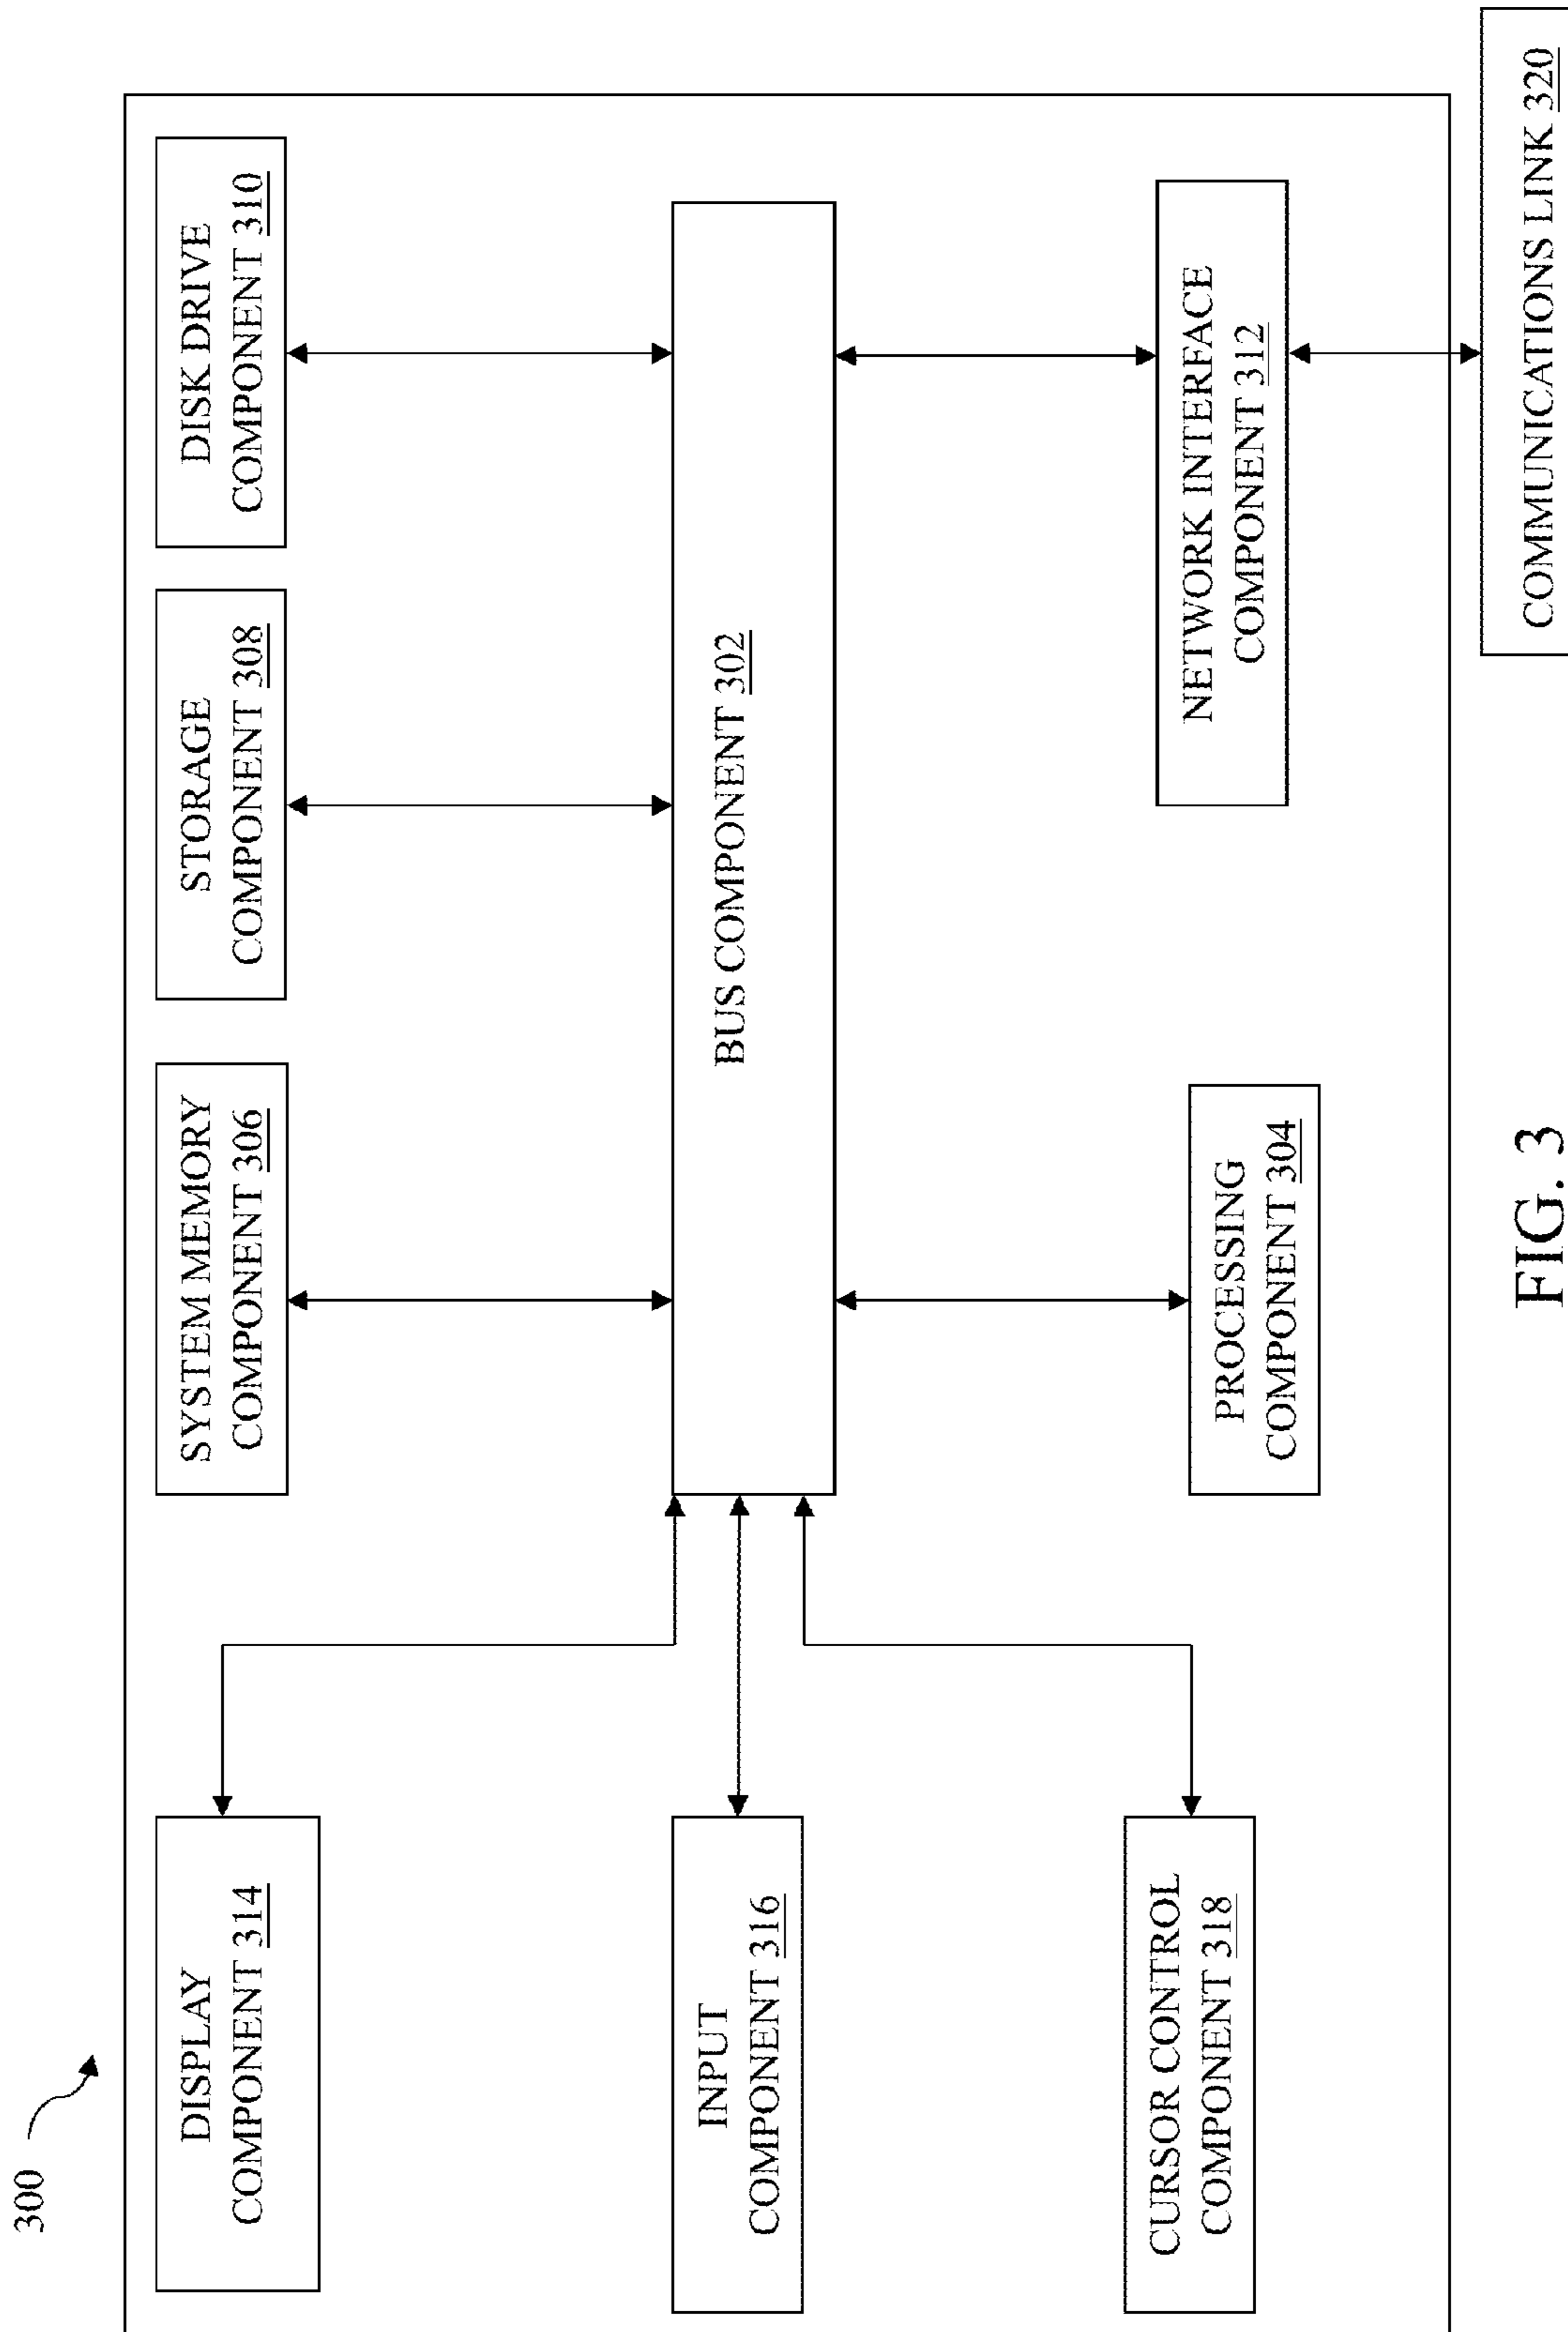 300
DISPLAY
COMPONENT 314
SYSTEM MEMORY
COMPONENT 306
STORAGE
COMPONENT 308
DISK DRIVE
COMPONENT 310
INPUT
COMPONENT 316
BUS COMPONENT 302
CURSOR CONTROL
COMPONENT 318
PROCESSING
COMPONENT 304
NETWORK INTERFACE
COMPONENT 312
COMMUNICATIONS LINK 320
FIG. 3